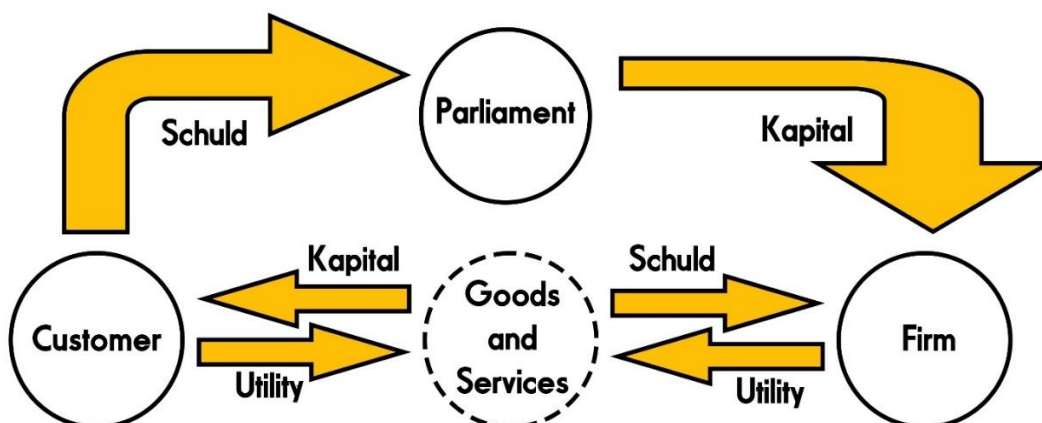 Parliament
Schuld
Kapital
Kapital
Schuld
Customer
Goods
and
Services
Firm
Utility
Utility